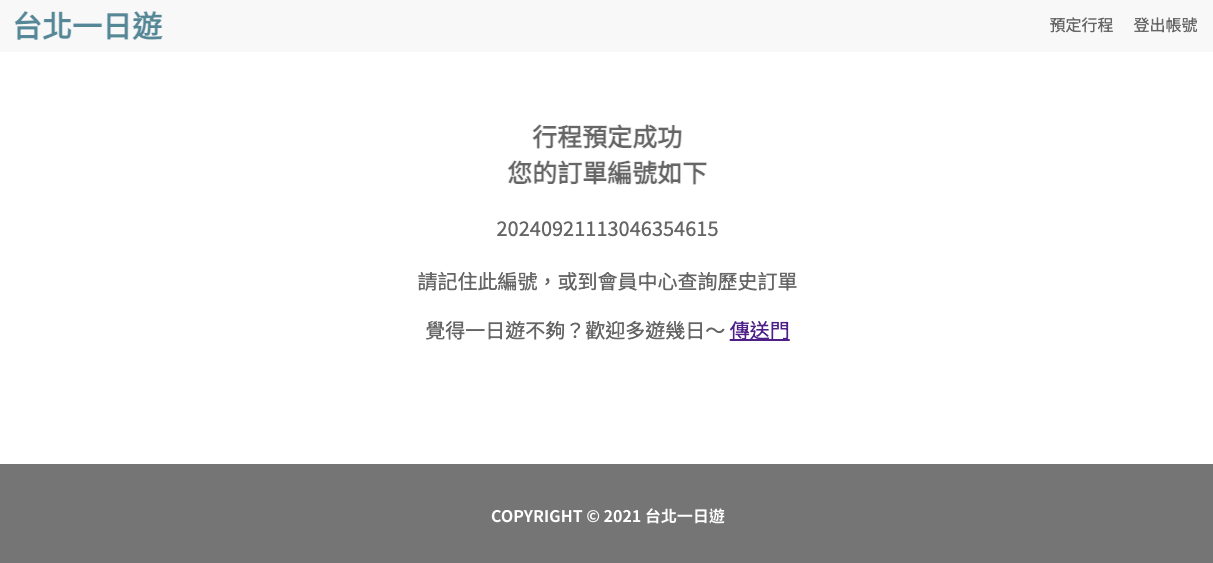 台北一日遊
預定行程 登出帳號
行程預定成功
您的訂單編號如下
20240921113046354615
請記住此編號，或到會員中心查詢歷史訂單
覺得一日遊不夠？歡迎多遊幾日～ 傳送門
COPYRIGHT © 2021 台北一日遊